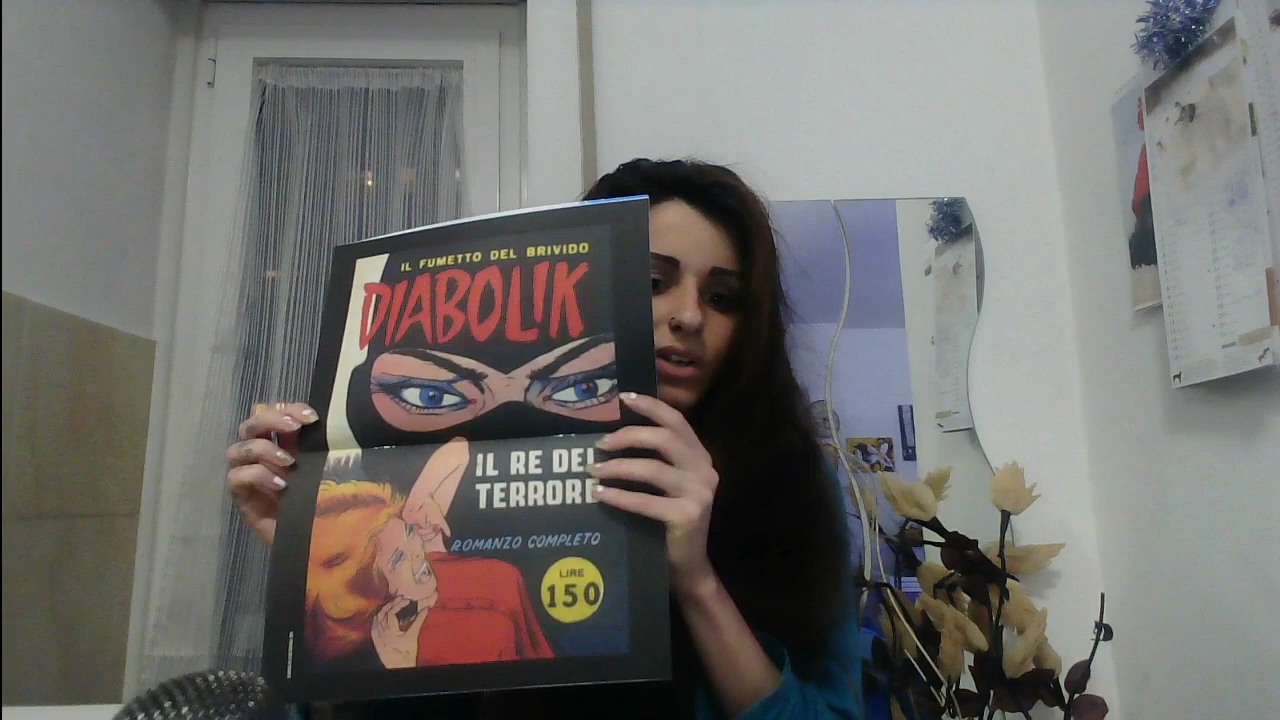 IL FUMETTO DEL BRIVIDO
DIABOLIK
IL RE DEL
TERRORE
ROMANZO COMPLETO
LIRE
150